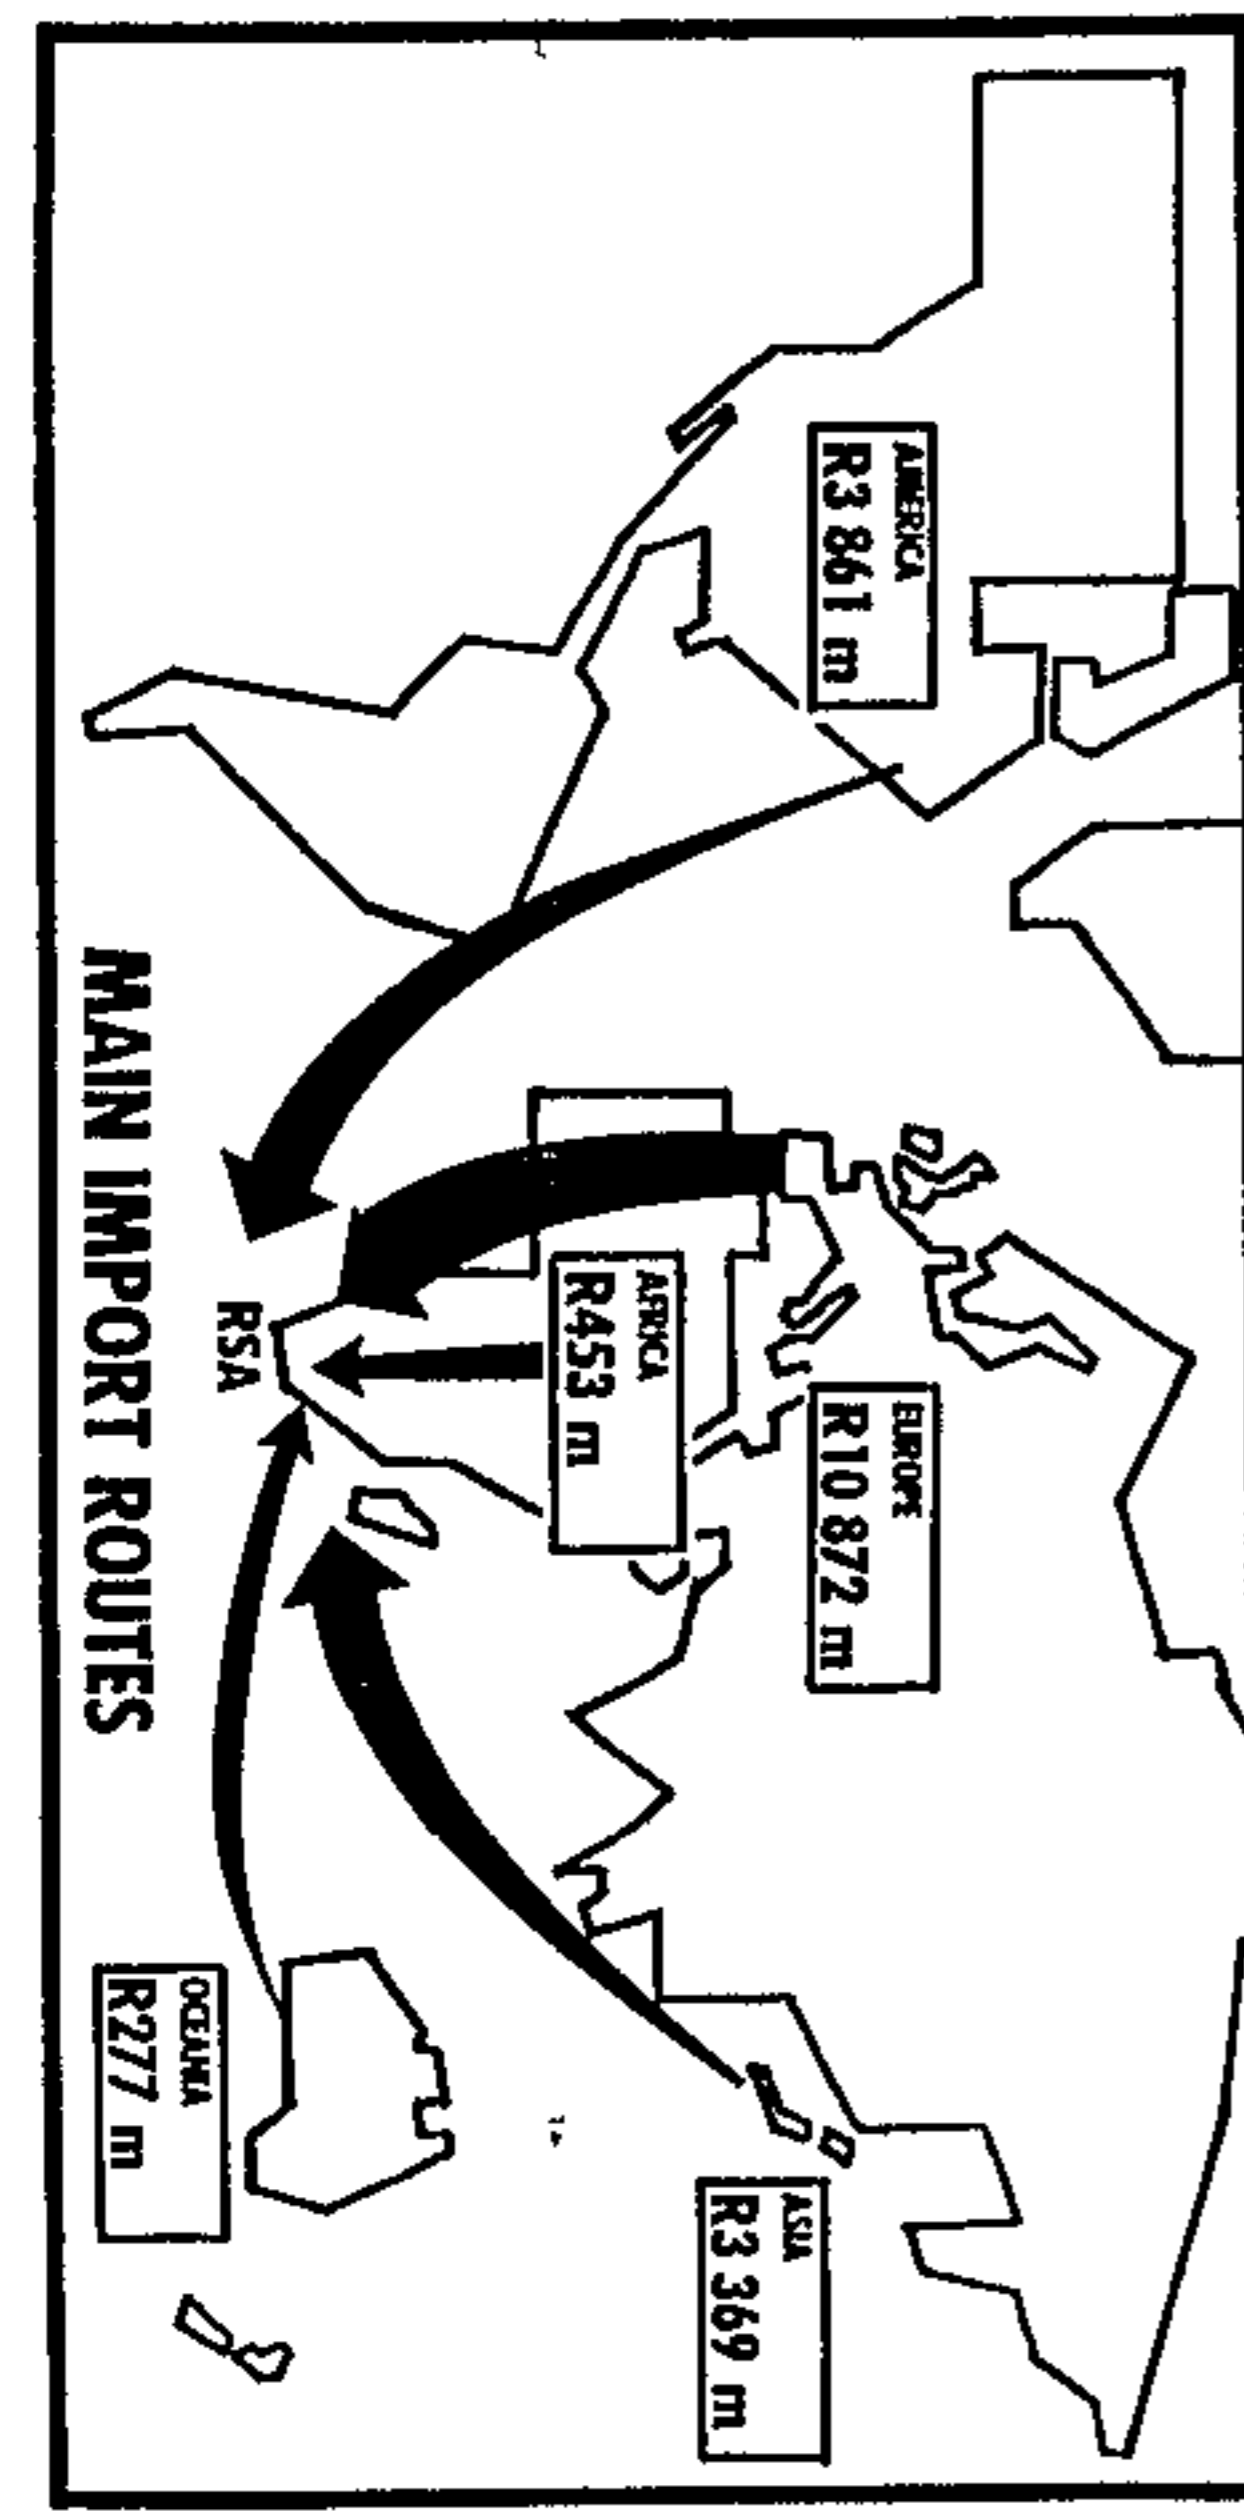 AMERICA
R3 861 m
EUROPE
R10 872 m
AFRICA
R453 m
ASIA
R3 369 m
RSA
OCEANIA
R277 m
MAIN IMPORT ROUTES